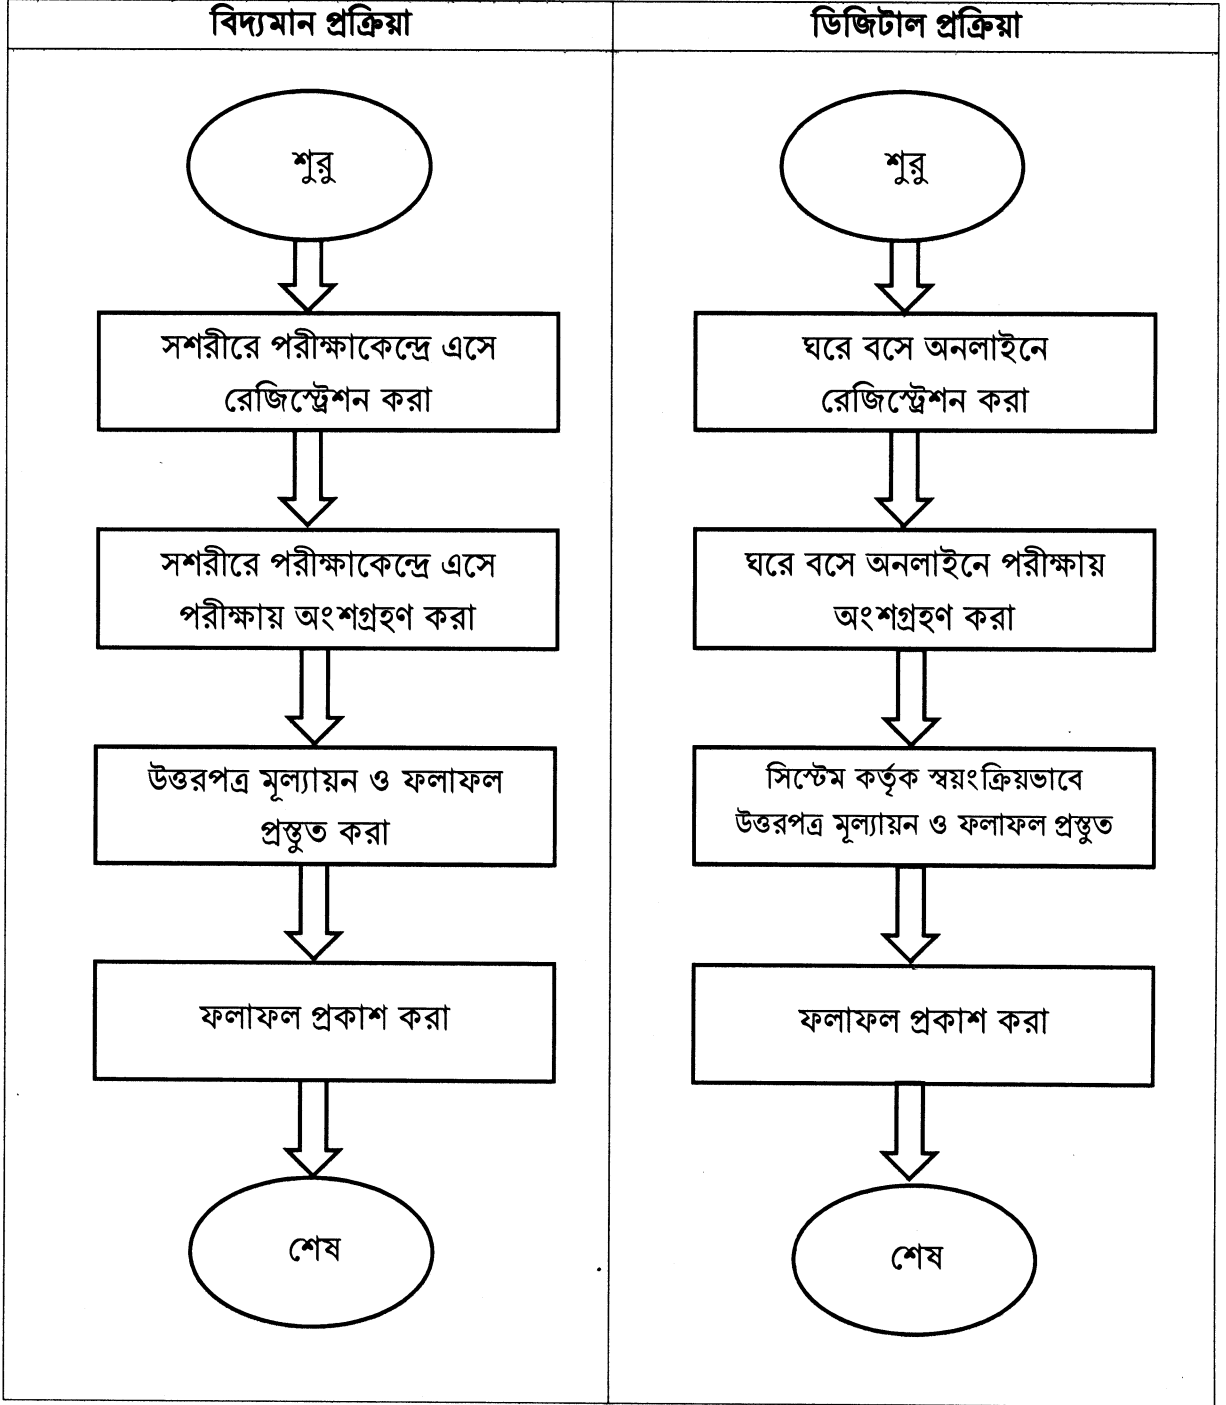 বিদ্যমান প্রক্রিয়া
শুরু
সশরীরে পরীক্ষাকেন্দ্রে এসে
রেজিস্ট্রেশন করা
সশরীরে পরীক্ষাকেন্দ্রে এসে
পরীক্ষায় অংশগ্রহণ করা
উত্তরপত্র মূল্যায়ন ও ফলাফল
প্রস্তুত করা
ফলাফল প্রকাশ করা
শেষ
ডিজিটাল প্রক্রিয়া
শুরু
ঘরে বসে অনলাইনে
রেজিস্ট্রেশন করা
ঘরে বসে অনলাইনে পরীক্ষায়
অংশগ্রহণ করা
সিস্টেম কর্তৃক স্বয়ংক্রিয়ভাবে
উত্তরপত্র মূল্যায়ন ও ফলাফল প্রস্তুত
ফলাফল প্রকাশ করা
শেষ